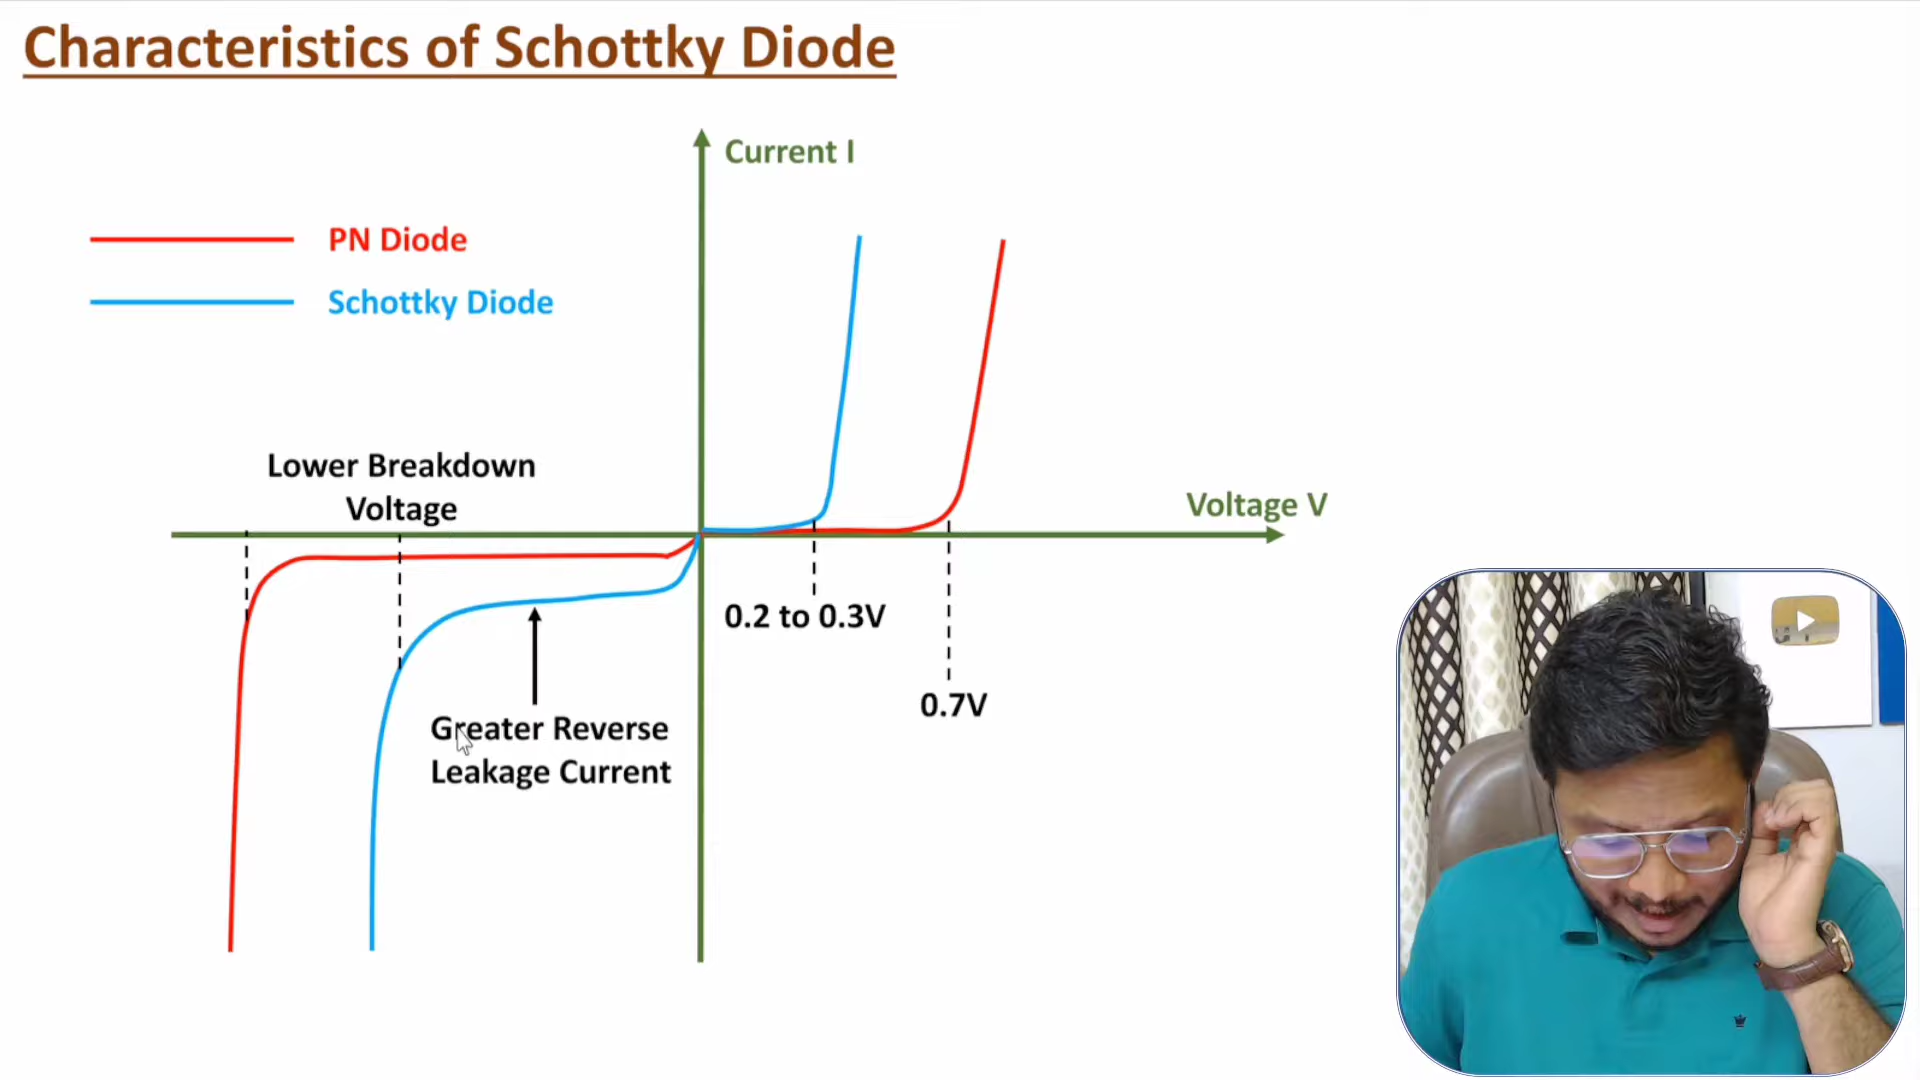 Characteristics of Schottky Diode
Current I
PN Diode
Schottky Diode
Lower Breakdown
Voltage
Voltage V
0.2 to 0.3V
0.7V
Greater Reverse
Leakage Current